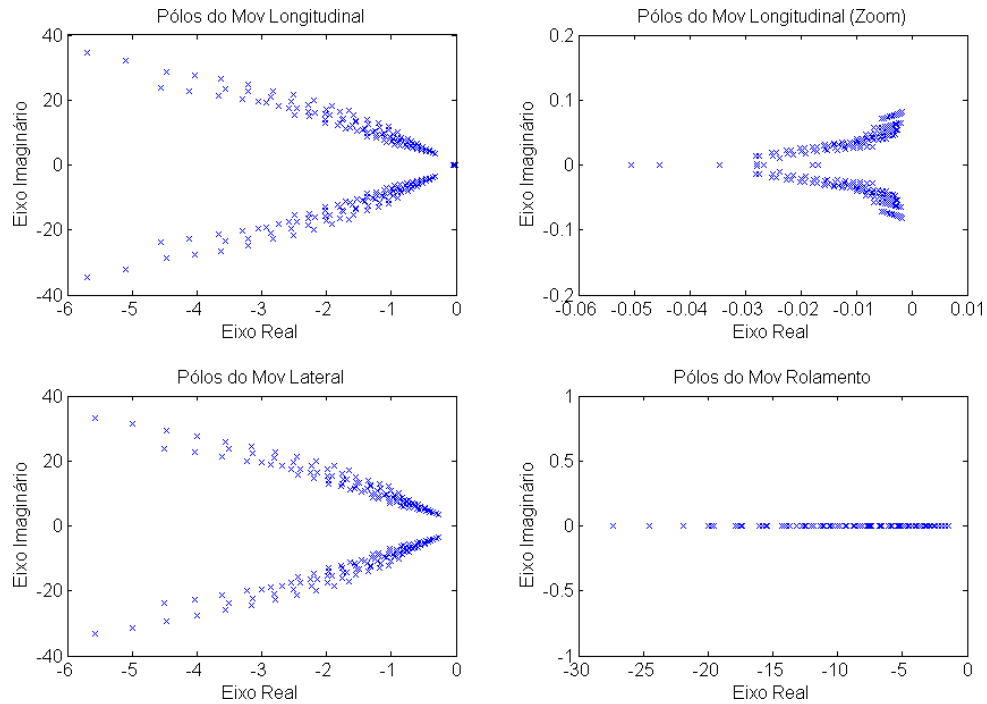 Pólos do Mov Longitudinal
40
20
0
-20
-40
-6 -5 -4 -3 -2 -1 0
Eixo Imaginário
Eixo Real
Pólos do Mov Longitudinal (Zoom)
0.2
0.1
0
-0.1
-0.2
-0.06 -0.05 -0.04 -0.03 -0.02 -0.01 0 0.01
Eixo Imaginário
Eixo Real
Pólos do Mov Lateral
40
20
0
-20
-40
-6 -5 -4 -3 -2 -1 0
Eixo Imaginário
Eixo Real
Pólos do Mov Rolamento
1
0.5
0
-0.5
-1
-30 -25 -20 -15 -10 -5 0
Eixo Imaginário
Eixo Real